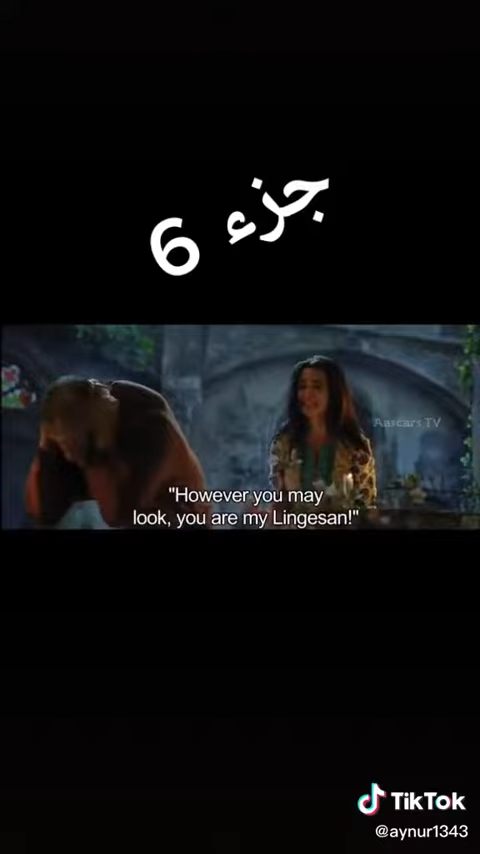 جزء 6
Aascars TV
"However you may
look, you are my Lingesan!"
TikTok
@aynur1343